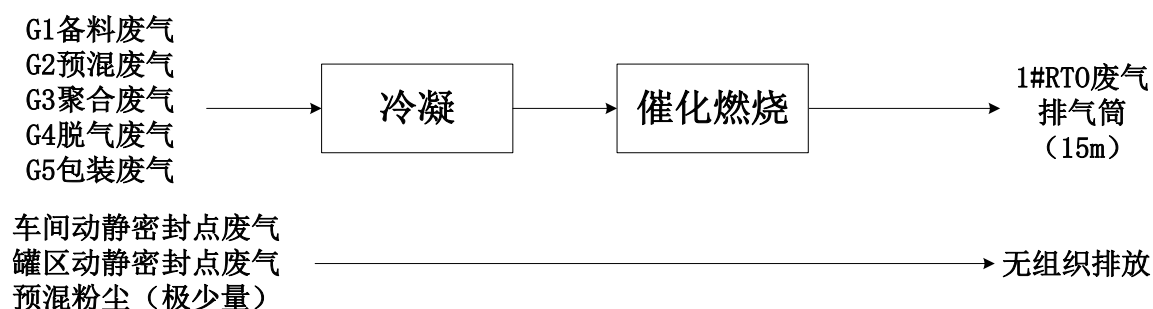 G1备料废气
G2预混废气
G3聚合废气
G4脱气废气
G5包装废气
冷凝
催化燃烧
1#RTO废气
排气筒
（15m）
车间动静密封点废气
罐区动静密封点废气
预混粉尘（极少量）
无组织排放